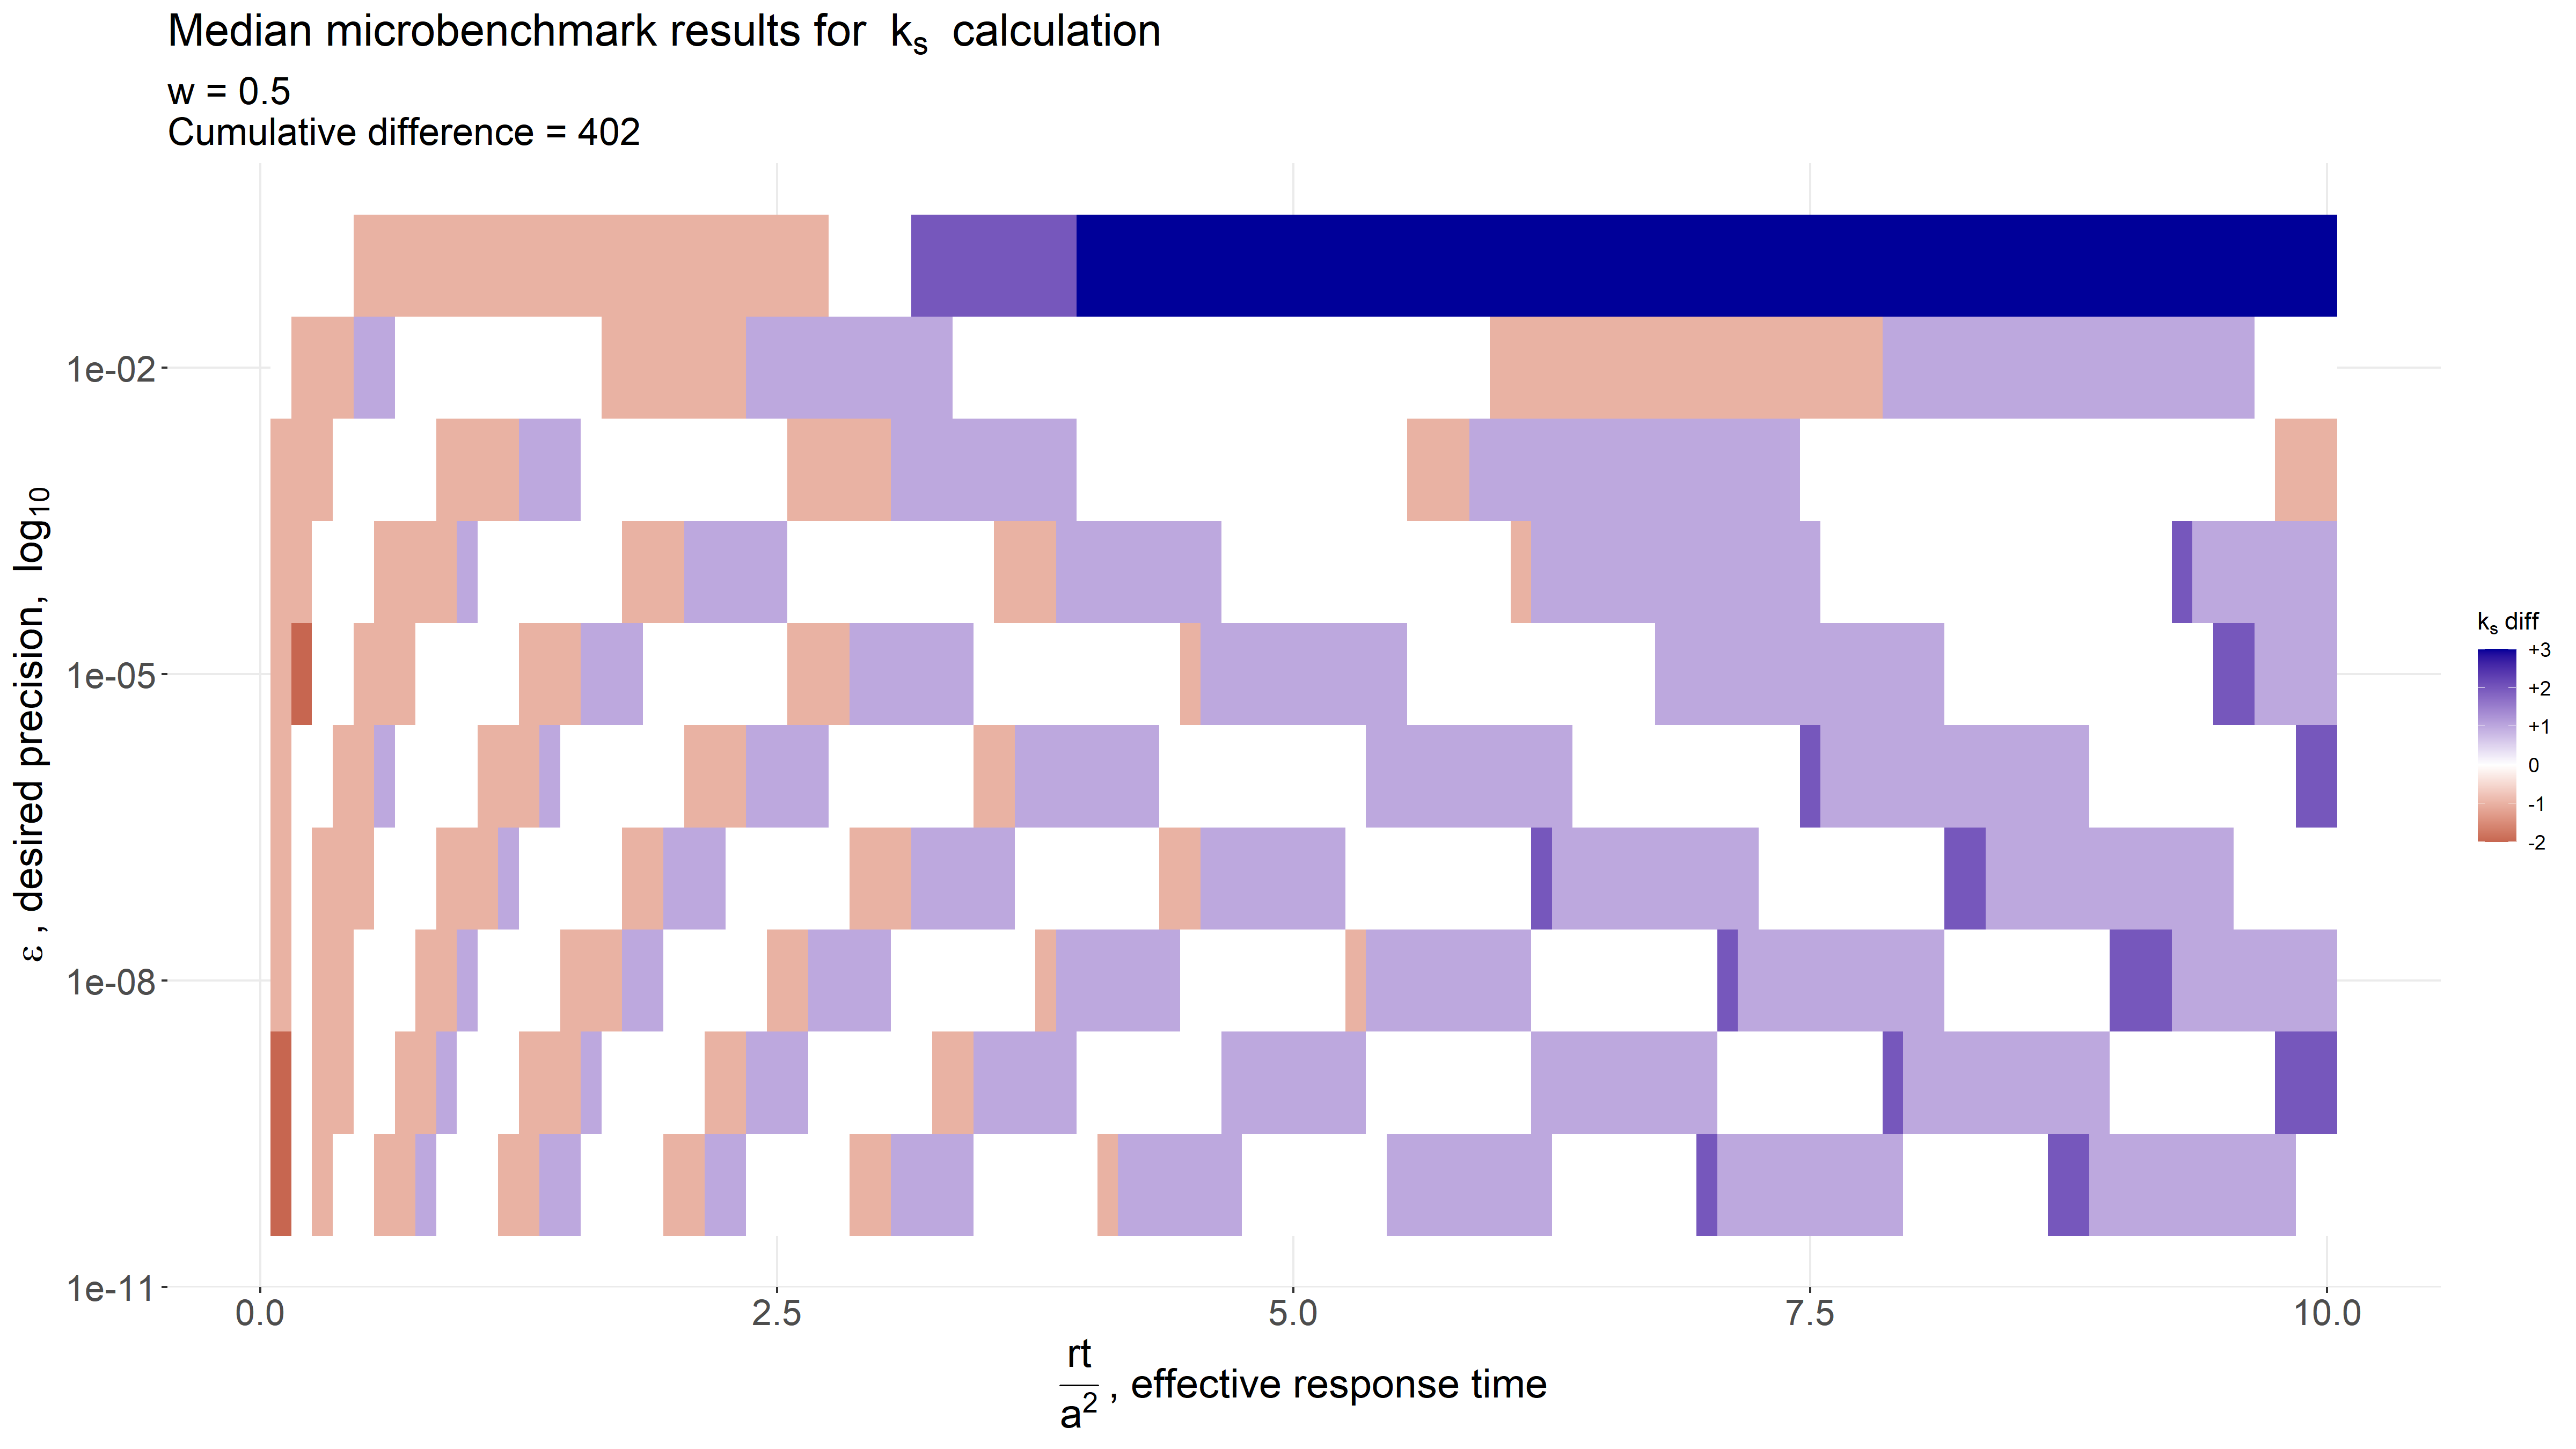 Median microbenchmark results for kₛ calculation
w = 0.5
Cumulative difference = 402
ε , desired precision, log₁₀
1e-02
1e-05
1e-08
1e-11
0.0 2.5 5.0 7.5 10.0
rt
a² , effective response time
kₛ diff
+3
+2
+1
0
-1
-2